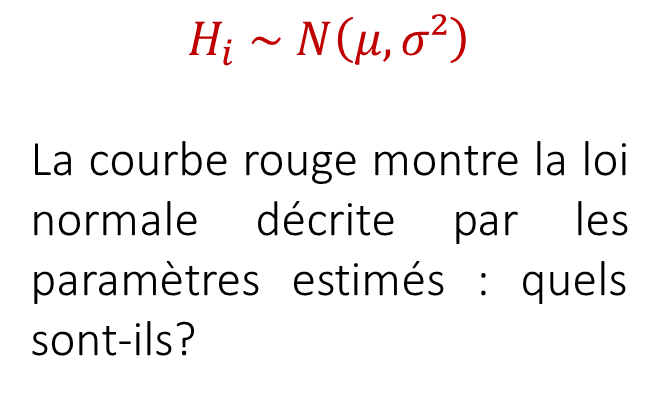 Hᵢ ~ N(μ, σ²)
La courbe rouge montre la loi
normale décrite par les
paramètres estimés : quels
sont-ils?